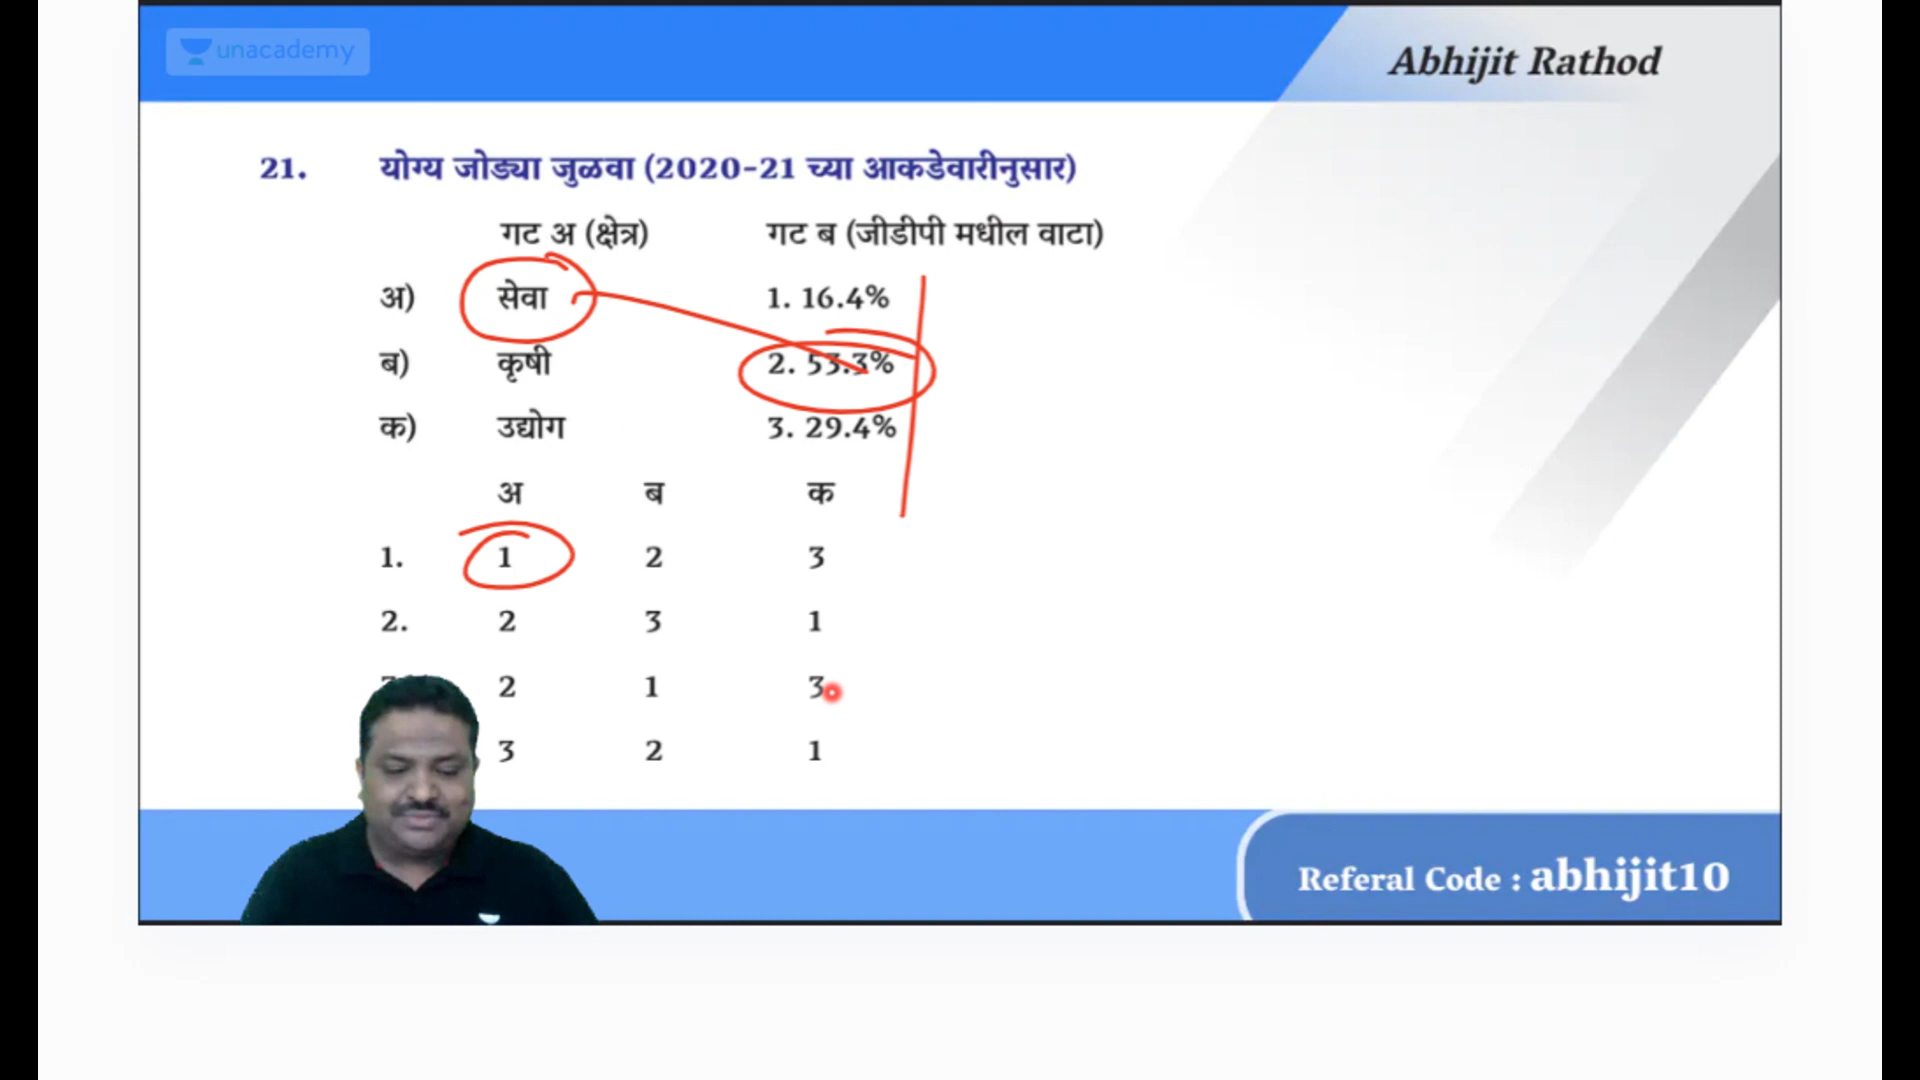 unacademy
Abhijit Rathod
21. योग्य जोड्या जुळवा (2020-21 च्या आकडेवारीनुसार)
गट अ (क्षेत्र) गट ब (जीडीपी मधील वाटा)
अ) सेवा 1. 16.4%
ब) कृषी 2. 53.3%
क) उद्योग 3. 29.4%
अ ब क
1. 1 2 3
2. 2 3 1
2 1 3
3 2 1
Referal Code : abhijit10